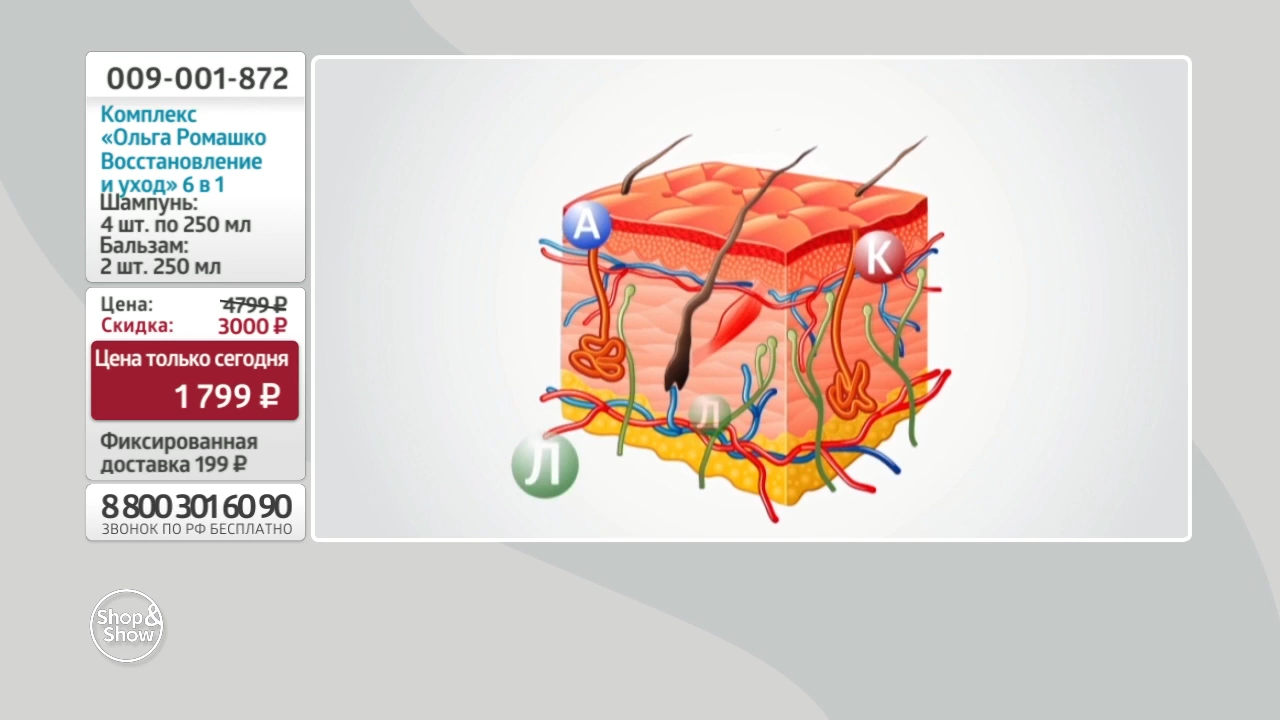 009-001-872
Комплекс
«Ольга Ромашко
Восстановление
и уход» 6 в 1
Шампунь:
4 шт. по 250 мл
Бальзам:
2 шт. 250 мл
Цена: 4799 ₽
Скидка: 3000 ₽
Цена только сегодня
1 799 ₽
Фиксированная
доставка 199 ₽
8 800 301 60 90
ЗВОНОК ПО РФ БЕСПЛАТНО
Shop&
Show
А
К
Л
Л